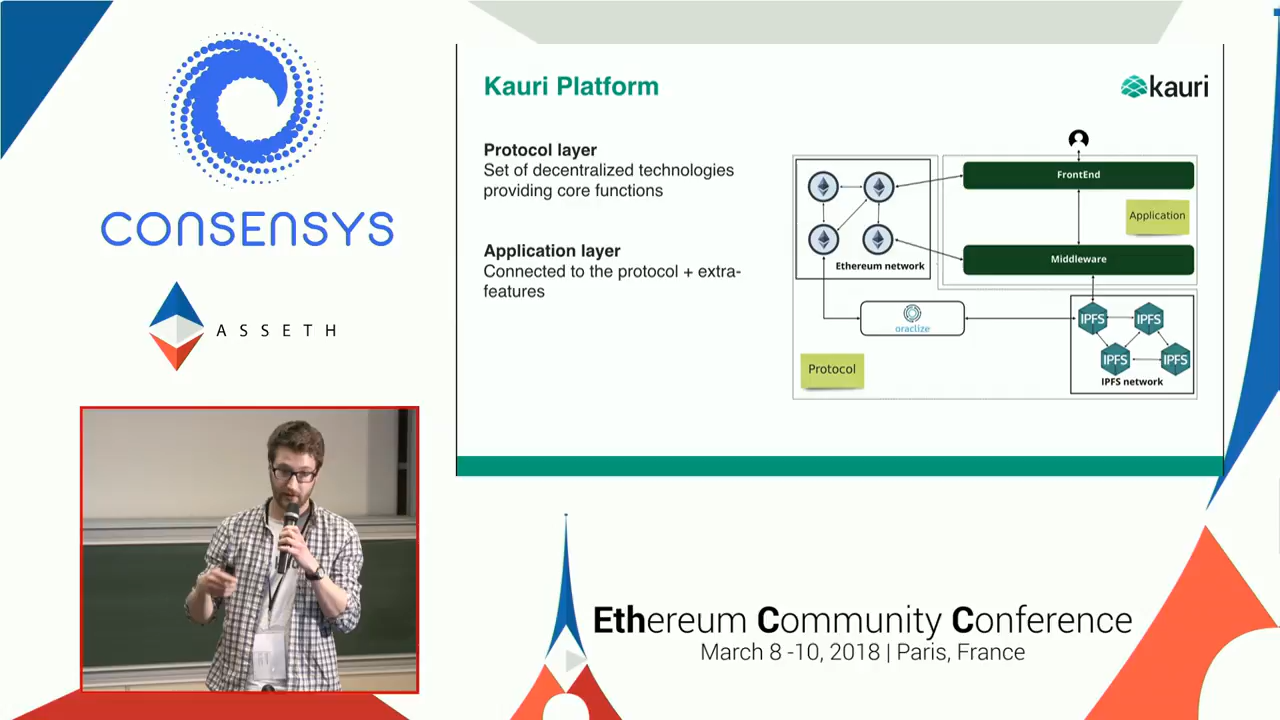 CONSENSYS
ASSETH
Kauri Platform
kauri
Protocol layer
Set of decentralized technologies
providing core functions
Application layer
Connected to the protocol + extra-
features
FrontEnd
Application
Middleware
Ethereum network
oraclize
Protocol
IPFS
IPFS
IPFS
IPFS
IPFS network
Ethereum Community Conference
March 8 -10, 2018 | Paris, France